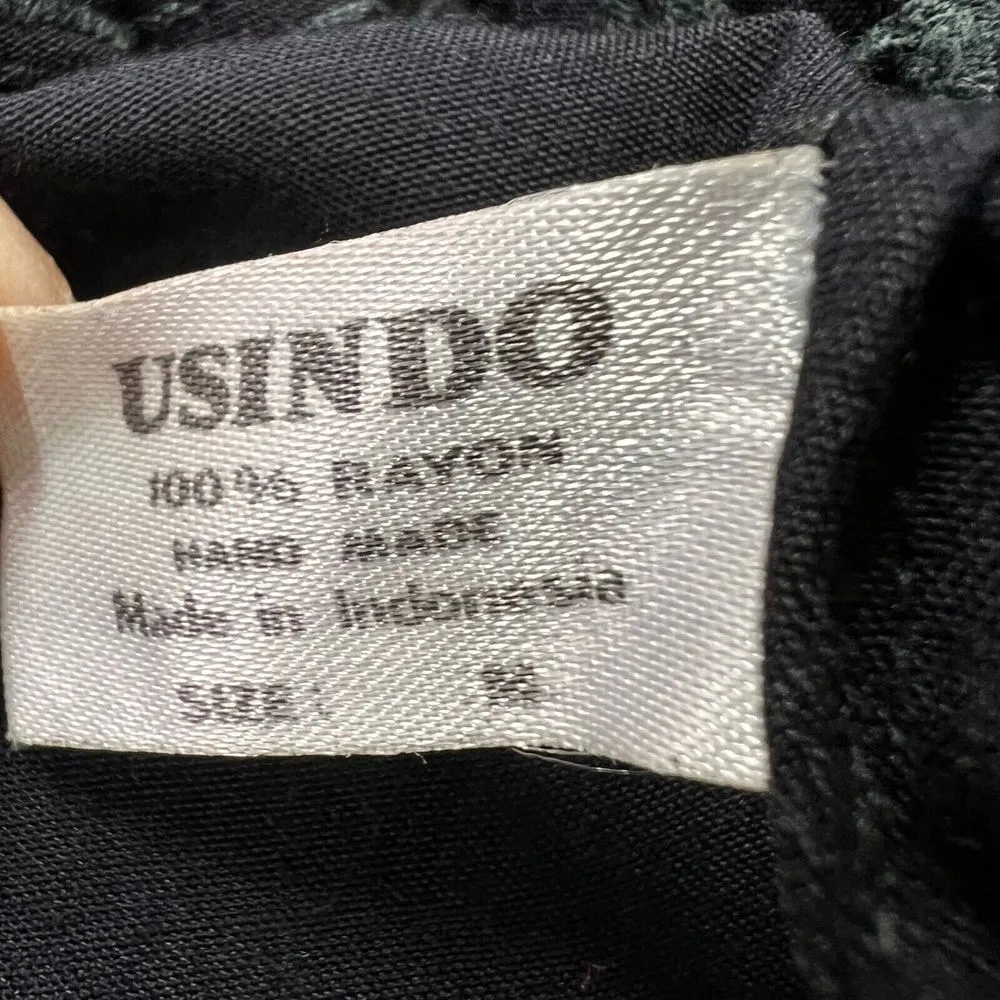 USINDO
100% RAYON
HAND MADE
Made in Indonesia
SIZE :